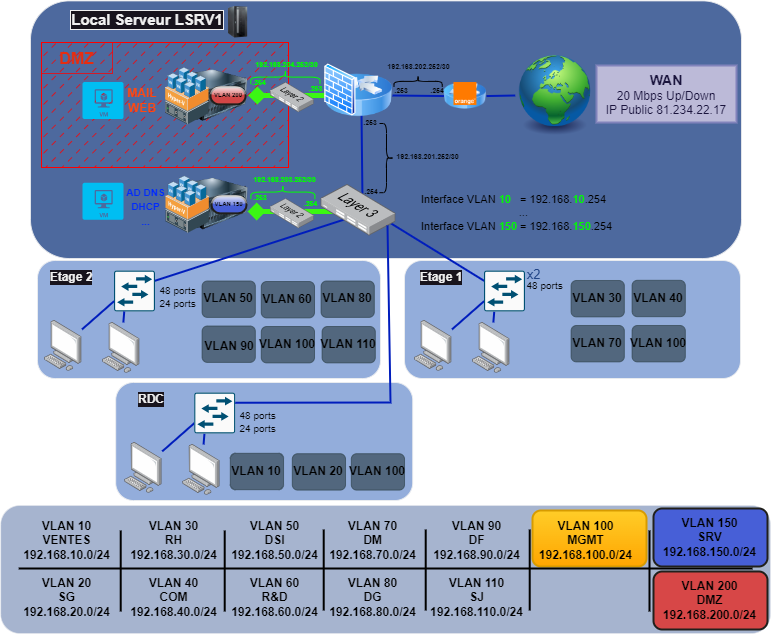 Local Serveur LSRV1
DMZ
MAIL
WEB
VM
Hyper-V
VLAN 200
192.168.204.252/30
.254
.253
Layer 2
192.168.202.252/30
.253
.254
orange
WAN
20 Mbps Up/Down
IP Public 81.234.22.17
.253
192.168.201.252/30
.254
AD DNS
DHCP
...
VM
Hyper-V
VLAN 150
.253
.254
Layer 2
Layer 3
Interface VLAN 10 = 192.168.10.254
...
Interface VLAN 150 = 192.168.150.254
Etage 2
48 ports
24 ports
VLAN 50
VLAN 60
VLAN 80
VLAN 90
VLAN 100
VLAN 110
Etage 1
x2
48 ports
VLAN 30
VLAN 40
VLAN 70
VLAN 100
RDC
48 ports
24 ports
VLAN 10
VLAN 20
VLAN 100
VLAN 10
VENTES
192.168.10.0/24
VLAN 30
RH
192.168.30.0/24
VLAN 50
DSI
192.168.50.0/24
VLAN 70
DM
192.168.70.0/24
VLAN 90
DF
192.168.90.0/24
VLAN 100
MGMT
192.168.100.0/24
VLAN 150
SRV
192.168.150.0/24
VLAN 20
SG
192.168.20.0/24
VLAN 40
COM
192.168.40.0/24
VLAN 60
R&D
192.168.60.0/24
VLAN 80
DG
192.168.80.0/24
VLAN 110
SJ
192.168.110.0/24
VLAN 200
DMZ
192.168.200.0/24